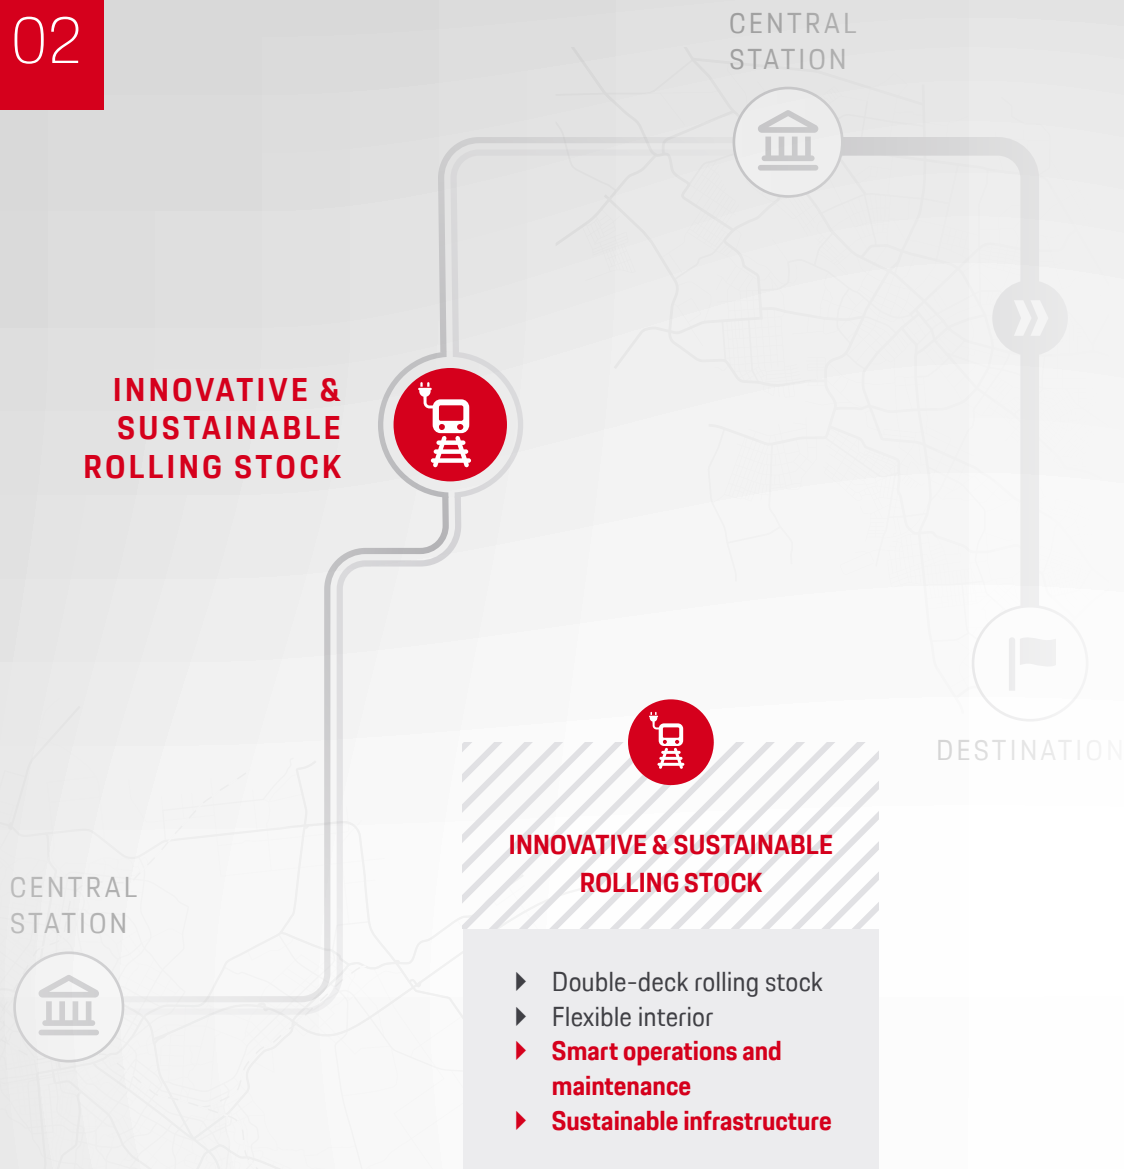 02
CENTRAL
STATION
INNOVATIVE &
SUSTAINABLE
ROLLING STOCK
DESTINATION
INNOVATIVE & SUSTAINABLE
ROLLING STOCK
CENTRAL
STATION
Double-deck rolling stock
Flexible interior
Smart operations and
maintenance
Sustainable infrastructure